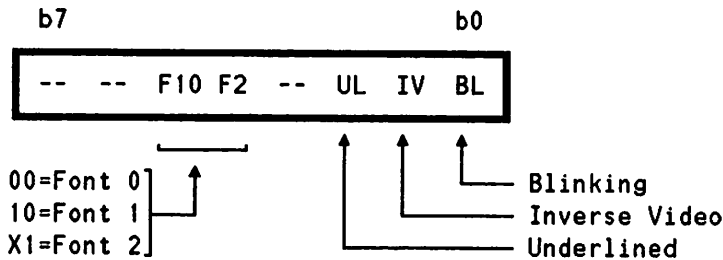 b7 b0
-- -- F10 F2 -- UL IV BL
00=Font 0
10=Font 1
X1=Font 2
Blinking
Inverse Video
Underlined